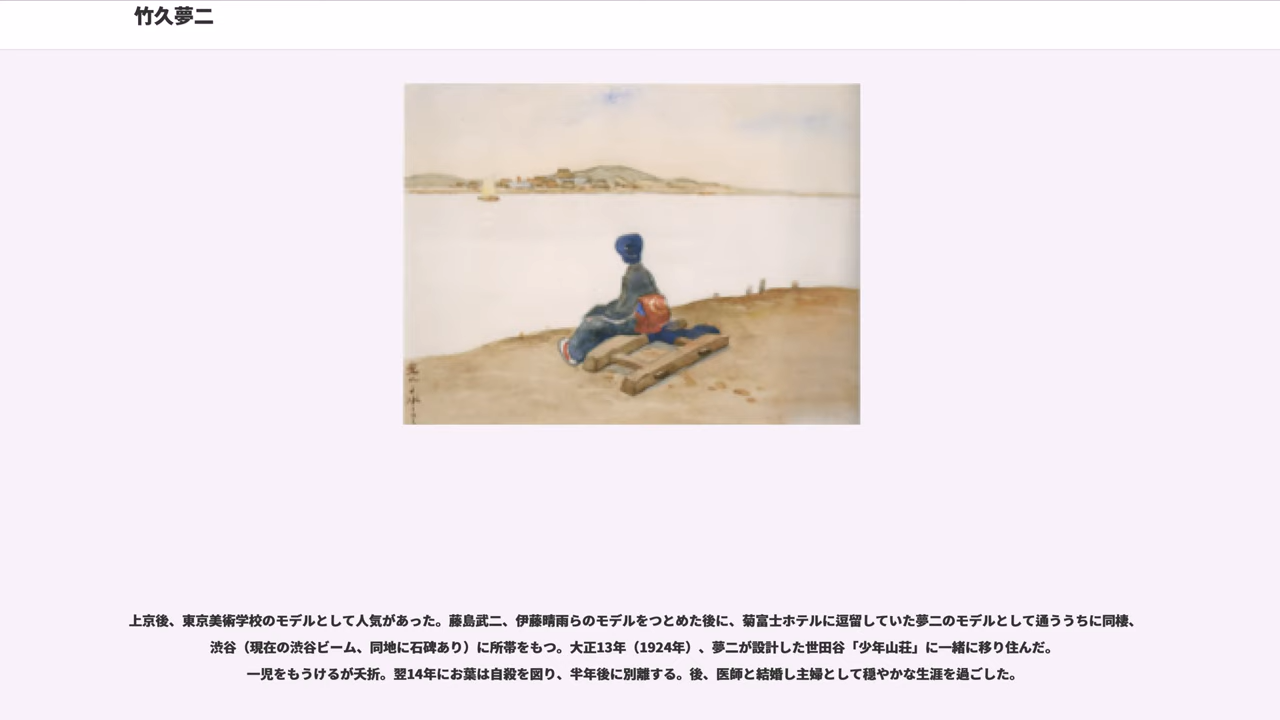 竹久夢二
上京後、東京美術学校のモデルとして人気があった。藤島武二、伊藤晴雨らのモデルをつとめた後に、菊富士ホテルに逗留していた夢二のモデルとして通ううちに同棲、
渋谷（現在の渋谷ビーム、同地に石碑あり）に所帯をもつ。大正13年（1924年）、夢二が設計した世田谷「少年山荘」に一緒に移り住んだ。
一児をもうけるが夭折。翌14年にお葉は自殺を図り、半年後に別離する。後、医師と結婚し主婦として穏やかな生涯を過ごした。